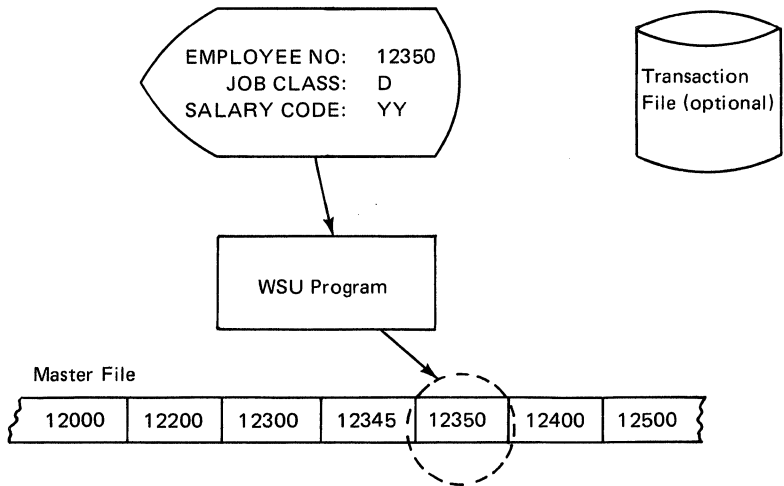 EMPLOYEE NO: 12350
JOB CLASS: D
SALARY CODE: YY
Transaction
File (optional)
WSU Program
Master File
12000 12200 12300 12345 12350 12400 12500